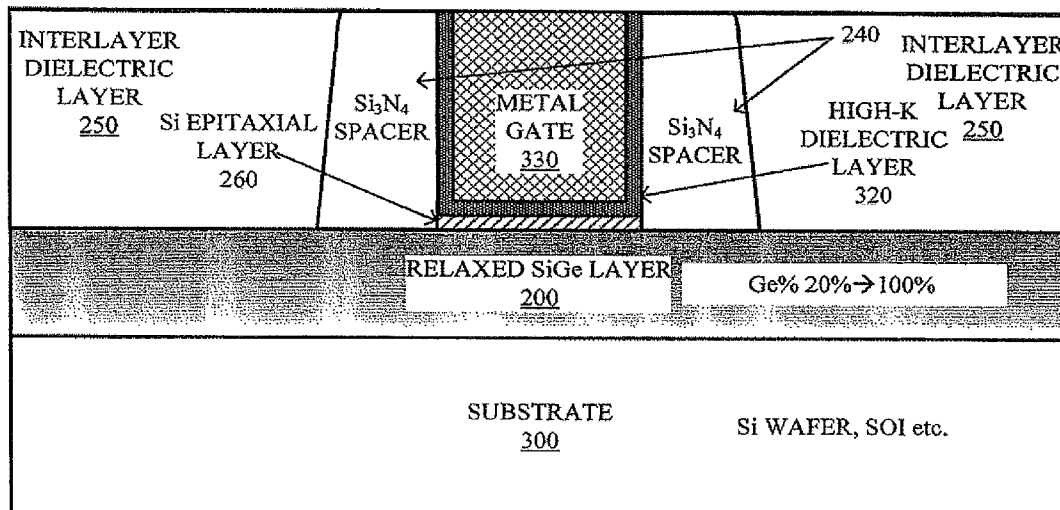 INTERLAYER
DIELECTRIC
LAYER
250
Si EPITAXIAL
LAYER
260
Si₃N₄
SPACER
METAL
GATE
330
Si₃N₄
SPACER
240
INTERLAYER
DIELECTRIC
LAYER
250
HIGH-K
DIELECTRIC
LAYER
320
RELAXED SiGe LAYER
200
Ge% 20%→100%
SUBSTRATE
300
Si WAFER, SOI etc.